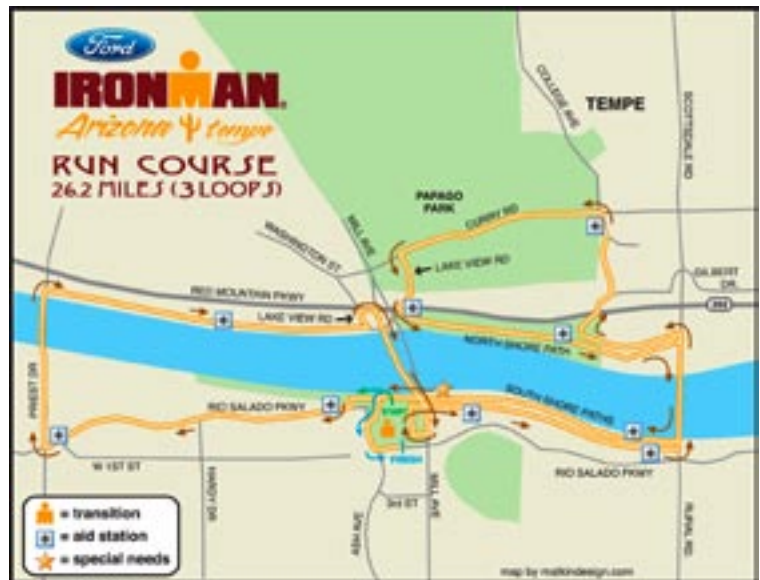 Ford
IRONMAN
Arizona tempe
RUN COURSE
26.2 MILES (3 LOOPS)
COLLEGE AVE
TEMPE
SCOTTSDALE RD
PAPAGO
PARK
CURRY RD
MILL AVE
WASHINGTON ST
LAKE VIEW RD
GILBERT
DR.
RED MOUNTAIN PKWY
202
LAKE VIEW RD
NORTH SHORE PATH
PRIEST DR
SOUTH SHORE PATHS
RIO SALADO PKWY
START
FINISH
RIO SALADO PKWY
W 1ST ST
HARDY DR
3rd ST
MILL AVE
ASH AVE
RURAL RD.
= transition
= aid station
= special needs
map by matkindesign.com